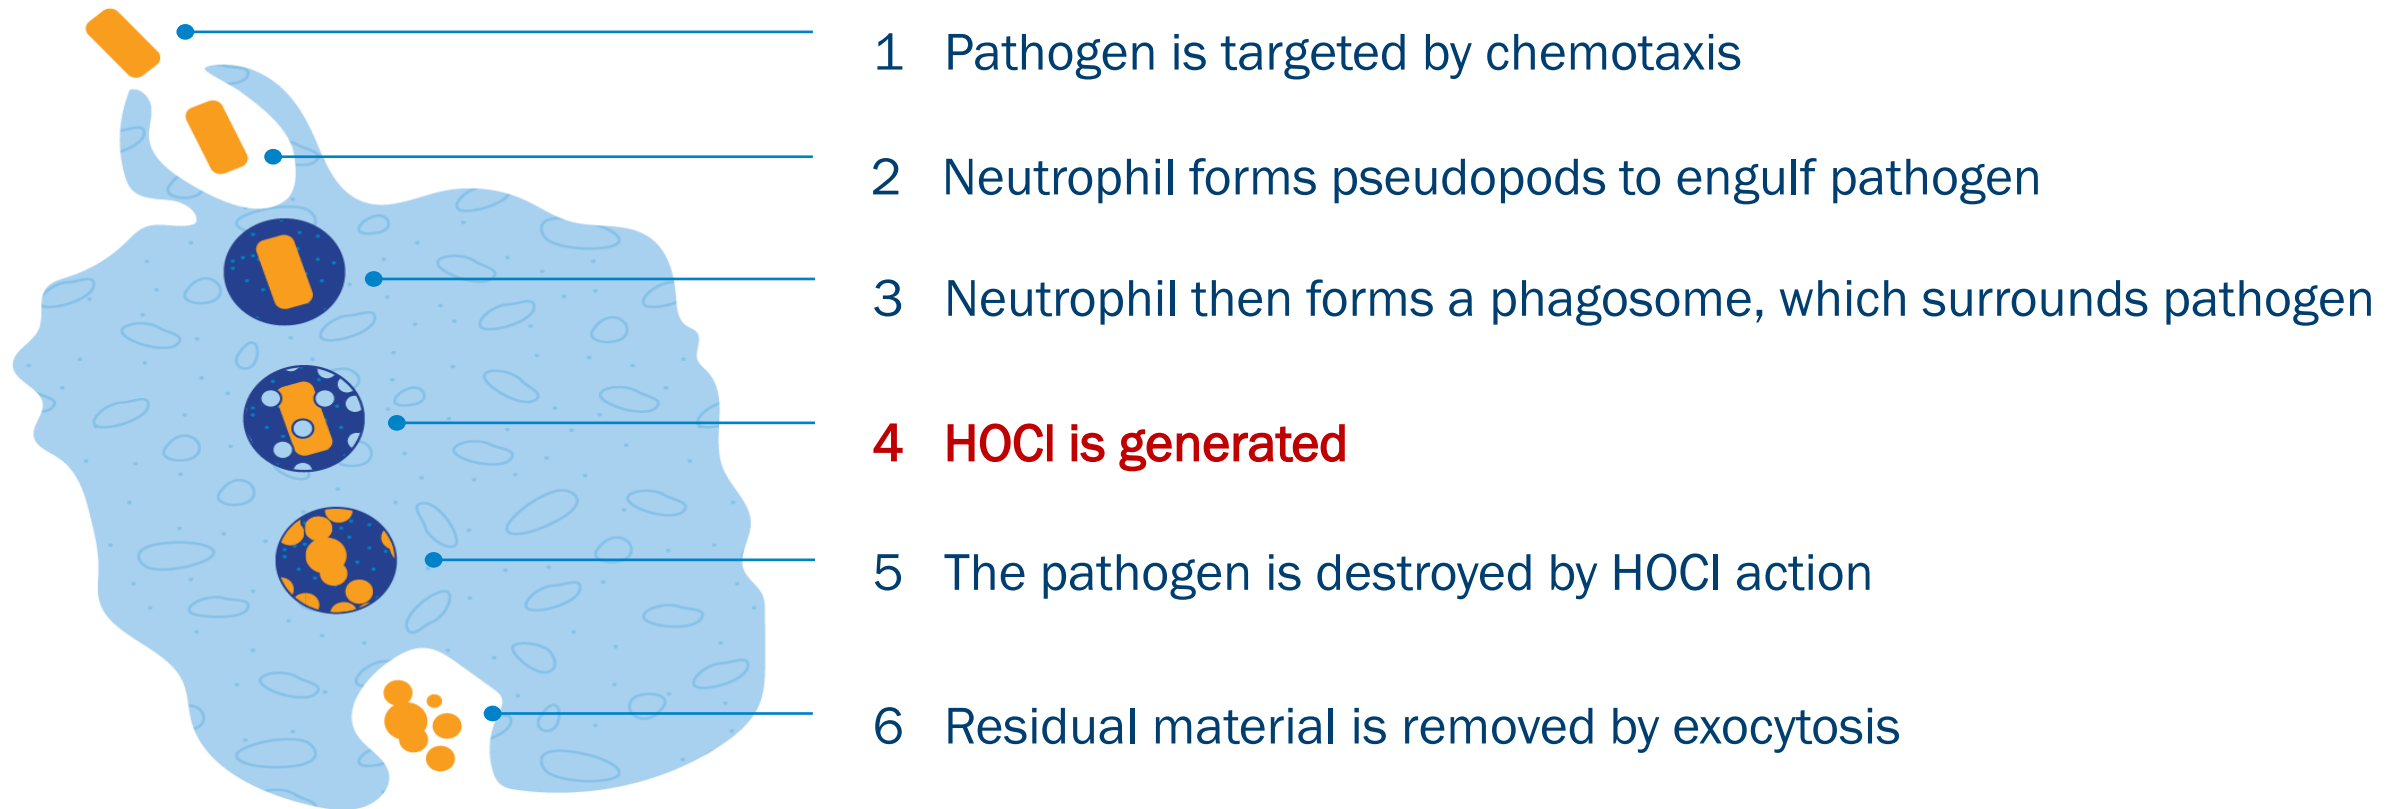 1 Pathogen is targeted by chemotaxis
2 Neutrophil forms pseudopods to engulf pathogen
3 Neutrophil then forms a phagosome, which surrounds pathogen
4 HOCl is generated
5 The pathogen is destroyed by HOCl action
6 Residual material is removed by exocytosis